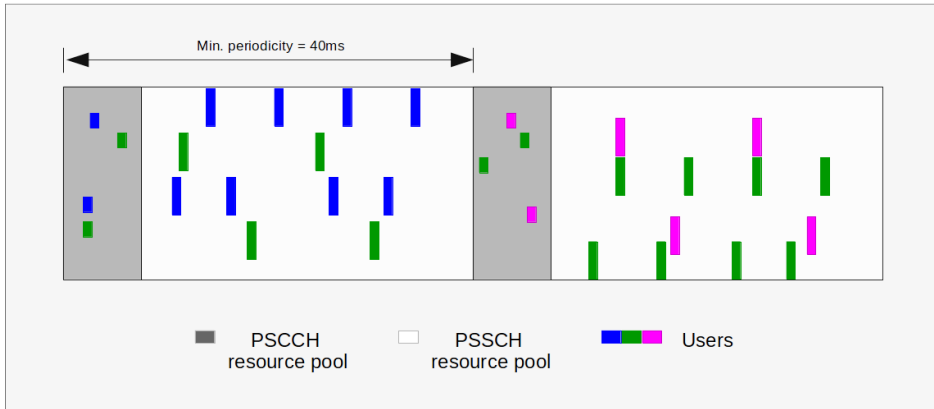 Min. periodicity = 40ms
PSCCH
resource pool
PSSCH
resource pool
Users